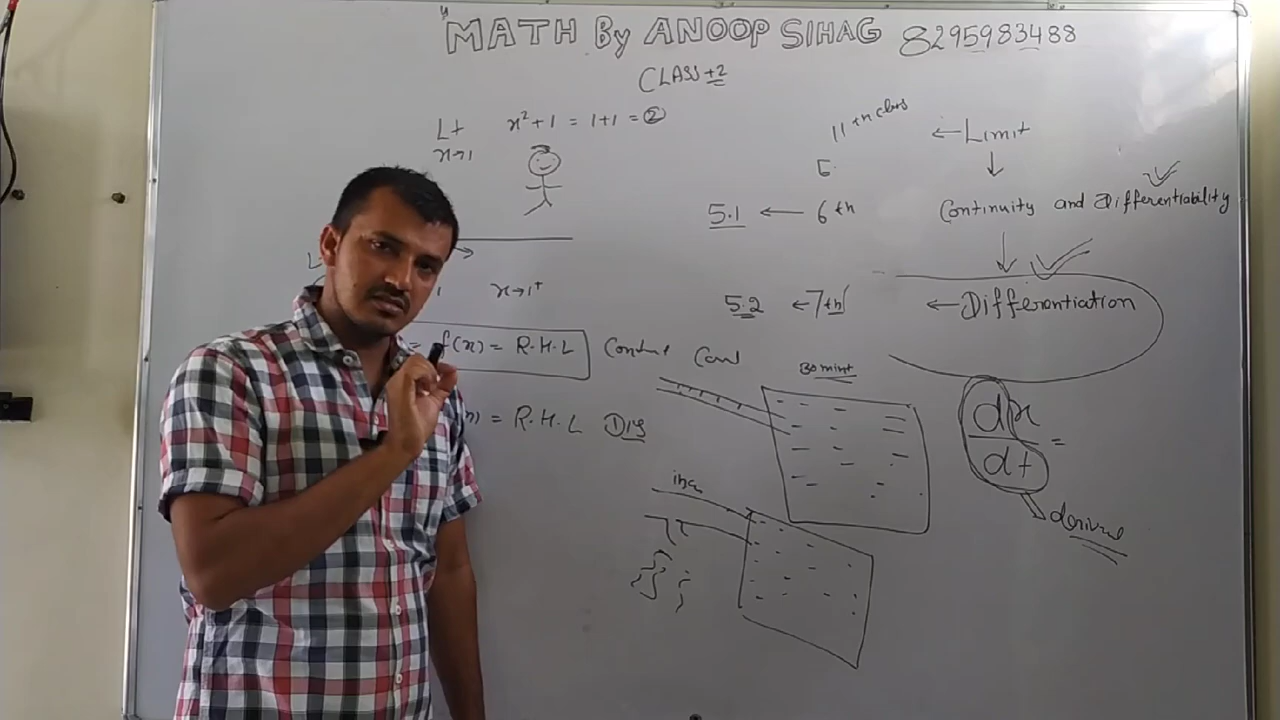 "MATH By ANOOP SIHAG 8295983488
CLASS +2
Lt x²+1 = 1+1 = 2
x→1
11th class ← Limit
↓
5.1 ← 6th Continuity and Differentiability
↓
x→1⁺
5.2 ← 7th ← Differentiation
= f(x) = R.H.L
30 mint
= R.H.L Dis
dx/dt =